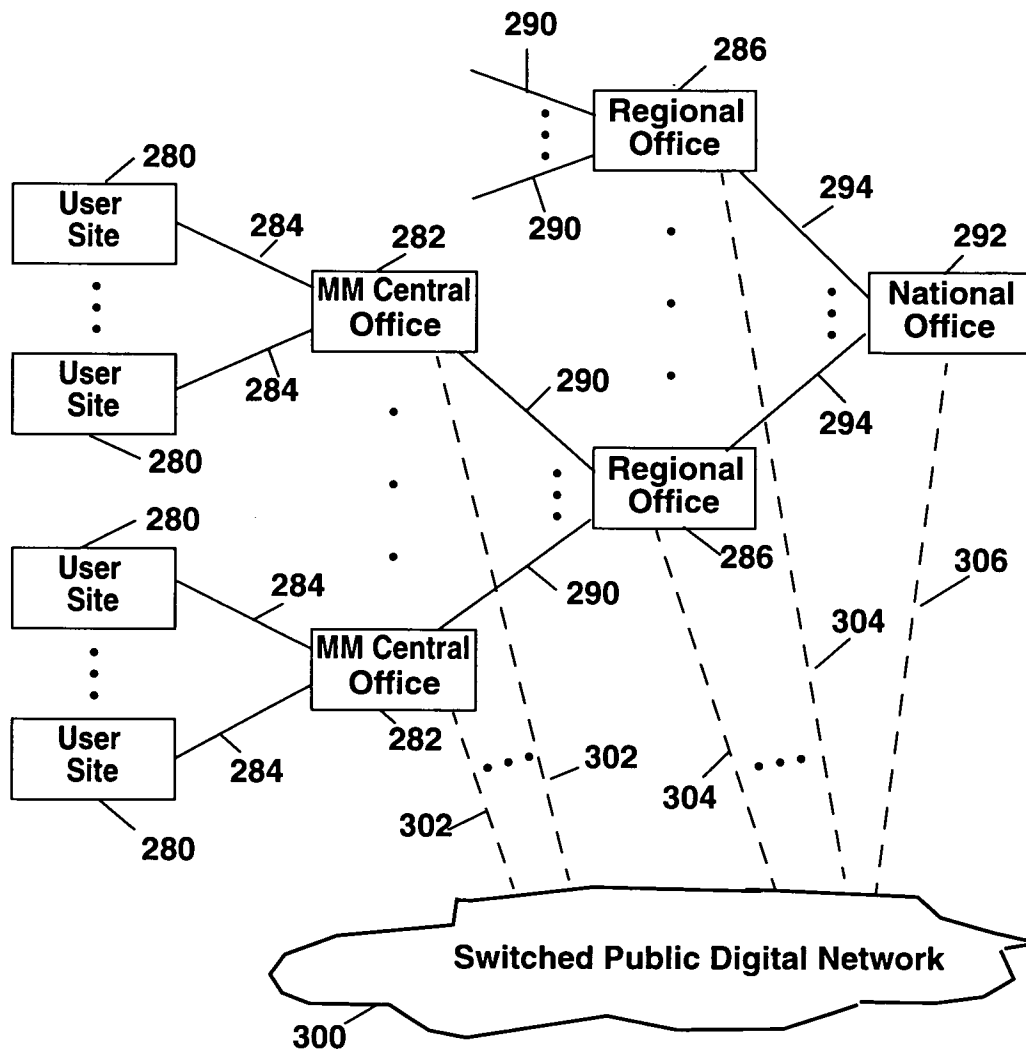 290
286
Regional
Office
280
User
Site
284
282
290
294
292
MM Central
Office
National
Office
User
Site
284
290
294
280
Regional
Office
280
286
306
User
Site
284
290
304
MM Central
Office
User
Site
284
282
302
304
302
280
Switched Public Digital Network
300